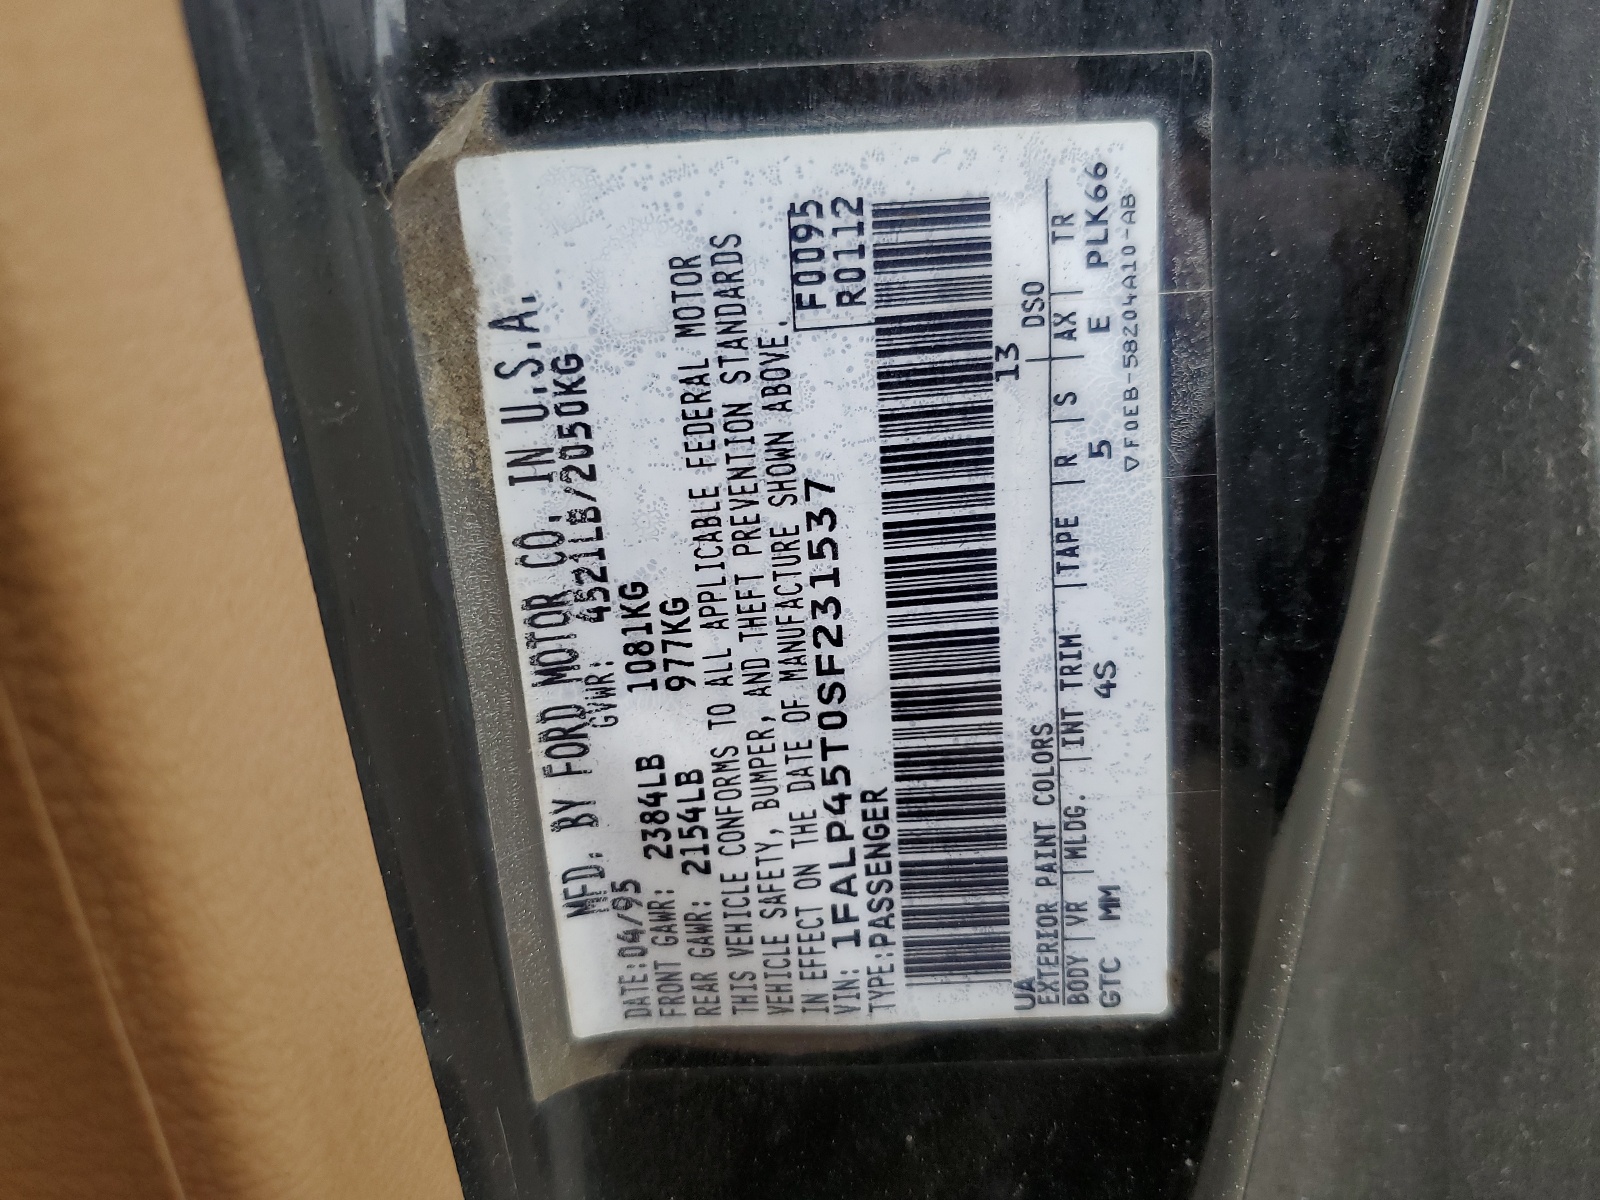 MFD. BY FORD MOTOR CO. IN U.S.A.
DATE: 04/95 GVWR: 4521LB/2050KG
FRONT GAWR: 2384LB 1081KG
REAR GAWR: 2154LB 977KG
THIS VEHICLE CONFORMS TO ALL APPLICABLE FEDERAL MOTOR
VEHICLE SAFETY, BUMPER, AND THEFT PREVENTION STANDARDS
IN EFFECT ON THE DATE OF MANUFACTURE SHOWN ABOVE.
VIN: 1FALP45T0SF231537 F0095
TYPE: PASSENGER R0112
13
UA DSO
EXTERIOR PAINT COLORS
BODY VR MLDG. INT TRIM TAPE R S AX TR
GTC MM 4S 5 E PLK66
▽F0EB-58204A10-AB